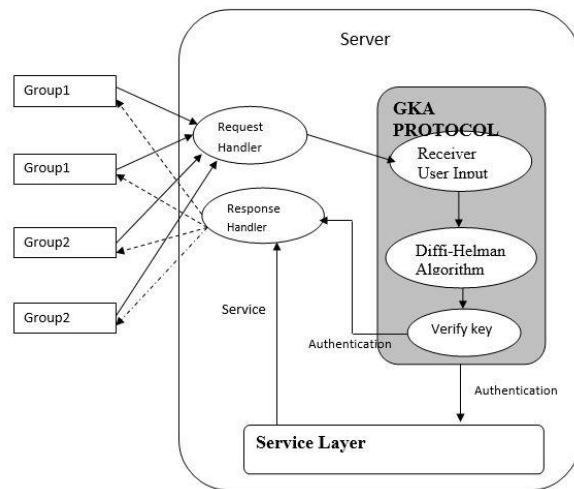 Server
Group1
Group1
Group2
Group2
Request
Handler
Response
Handler
GKA
PROTOCOL
Receiver
User Input
Diffi-Helman
Algorithm
Verify key
Service
Authentication
Authentication
Service Layer